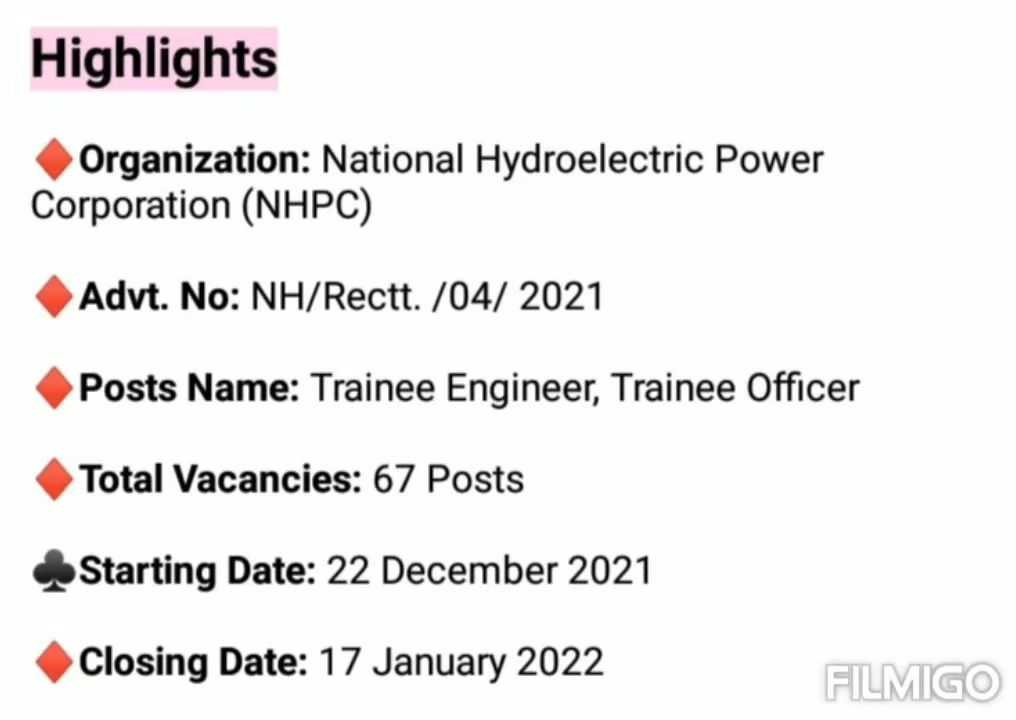 Highlights
♦️Organization: National Hydroelectric Power
Corporation (NHPC)
♦️Advt. No: NH/Rectt. /04/ 2021
♦️Posts Name: Trainee Engineer, Trainee Officer
♦️Total Vacancies: 67 Posts
♣️Starting Date: 22 December 2021
♦️Closing Date: 17 January 2022
FILMIGO